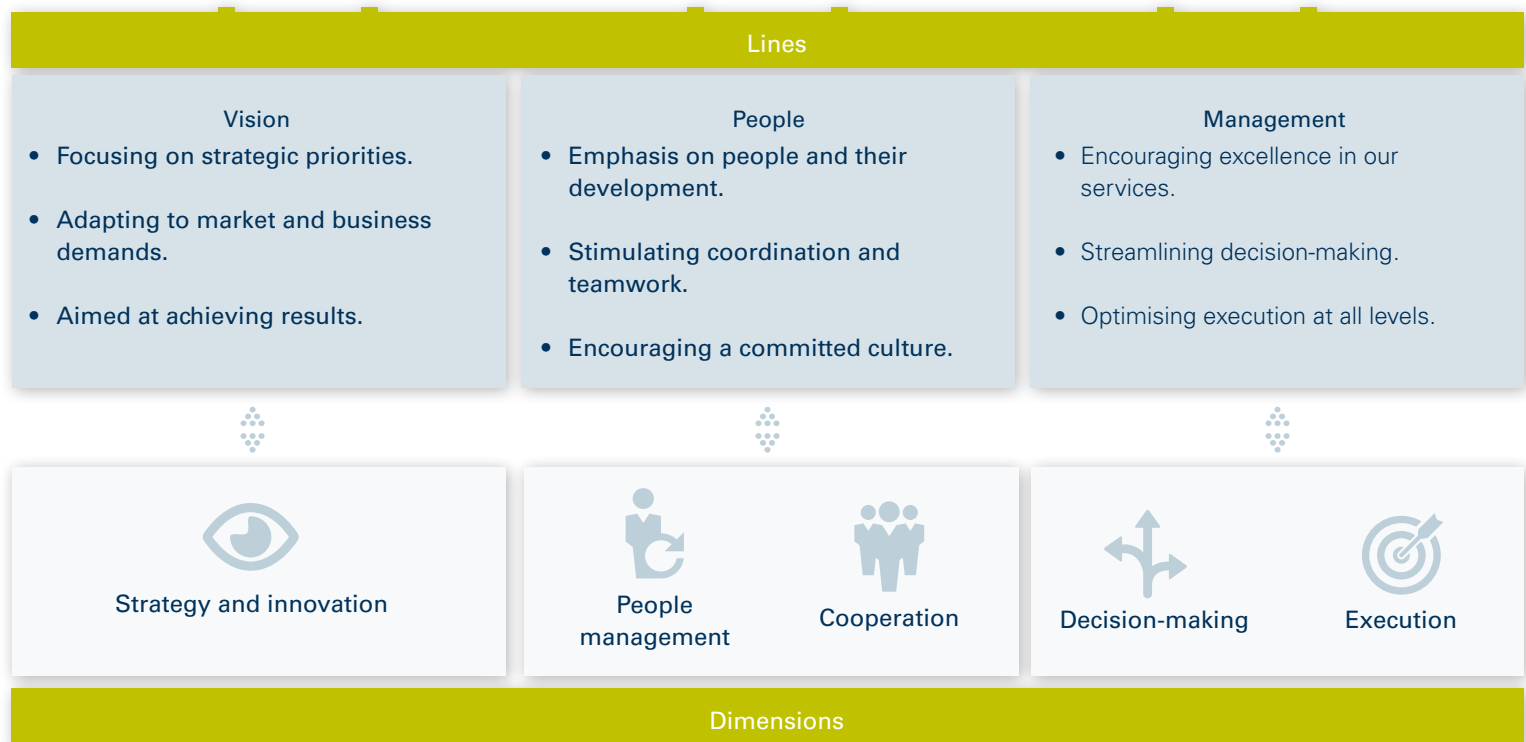 Lines
Vision
• Focusing on strategic priorities.
• Adapting to market and business
demands.
• Aimed at achieving results.
People
• Emphasis on people and their
development.
• Stimulating coordination and
teamwork.
• Encouraging a committed culture.
Management
• Encouraging excellence in our
services.
• Streamlining decision-making.
• Optimising execution at all levels.
Strategy and innovation
People
management
Cooperation
Decision-making
Execution
Dimensions